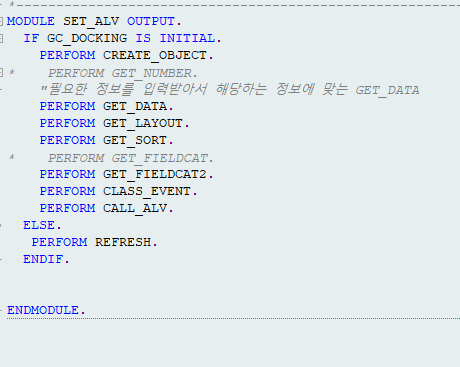 *----------------------------------------------------------------
MODULE SET_ALV OUTPUT.
IF GC_DOCKING IS INITIAL.
PERFORM CREATE_OBJECT.
* PERFORM GET_NUMBER.
"필요한 정보를 입력받아서 해당하는 정보에 맞는 GET_DATA
PERFORM GET_DATA.
PERFORM GET_LAYOUT.
PERFORM GET_SORT.
* PERFORM GET_FIELDCAT.
PERFORM GET_FIELDCAT2.
PERFORM CLASS_EVENT.
PERFORM CALL_ALV.
ELSE.
PERFORM REFRESH.
ENDIF.
ENDMODULE.